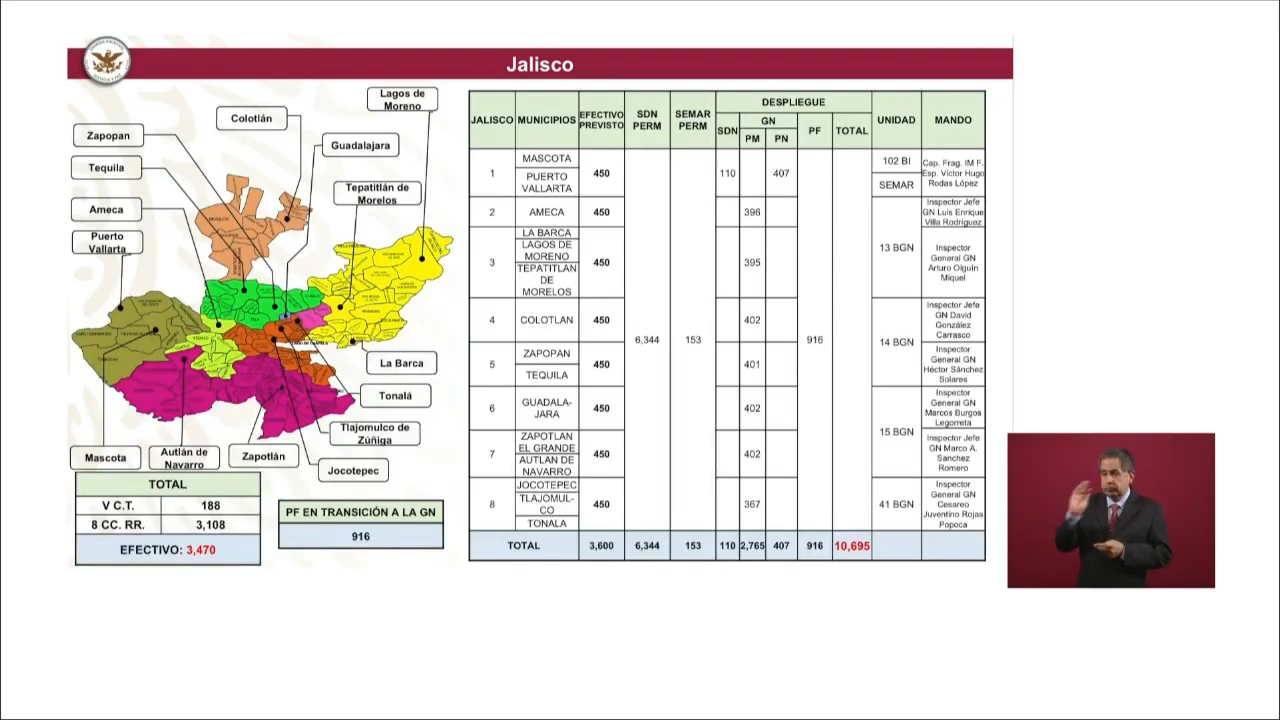 Jalisco
Lagos de
Moreno
Colotlán
Zapopan
Guadalajara
Tequila
Tepatitlán de
Morelos
Ameca
Puerto
Vallarta
La Barca
Tonalá
Tlajomulco de
Zúñiga
Mascota
Autlán de
Navarro
Zapotlán
Jocotepec
TOTAL
V C.T. 188
8 CC. RR. 3,108
EFECTIVO: 3,470
PF EN TRANSICIÓN A LA GN
916
JALISCO MUNICIPIOS EFECTIVO PREVISTO SDN PERM SEMAR PERM DESPLIEGUE UNIDAD MANDO
SDN GN PF TOTAL
PM PN
1 MASCOTA 450 110 407 102 BI Cap. Frag. IM F. Esp. Victor Hugo Rodas López
PUERTO VALLARTA SEMAR
2 AMECA 450 396 13 BGN Inspector Jefe GN Luis Enrique Villa Rodriguez
3 LA BARCA 450 395 Inspector General GN Arturo Olguin Miquel
LAGOS DE MORENO
TEPATITLAN DE MORELOS
4 COLOTLAN 450 402 14 BGN Inspector Jefe GN David González Carrasco
6,344 153 916
5 ZAPOPAN 450 401 Inspector General GN Héctor Sánchez Solares
TEQUILA
6 GUADALA-JARA 450 402 15 BGN Inspector General GN Marcos Burgos Legorreta
7 ZAPOTLAN EL GRANDE 450 402 Inspector Jefe GN Marco A. Sanchez Romero
AUTLAN DE NAVARRO
8 JOCOTEPEC 450 367 41 BGN Inspector General GN Cesareo Juventino Rojas Popoca
TLAJOMUL-CO
TONALA
TOTAL 3,600 6,344 153 110 2,765 407 916 10,695